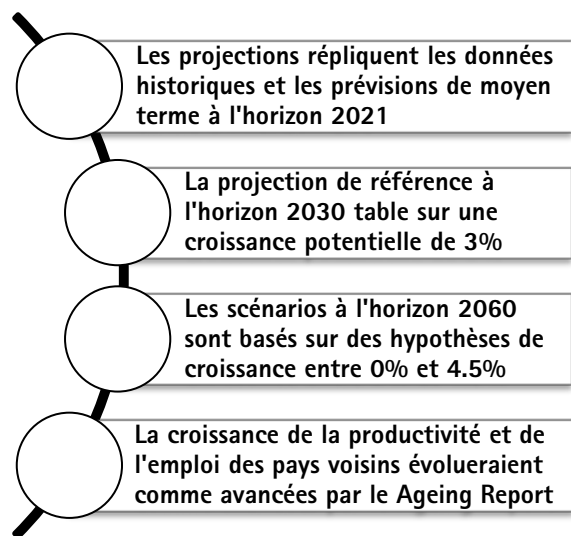 Les projections répliquent les données
historiques et les prévisions de moyen
terme à l'horizon 2021
La projection de référence à
l'horizon 2030 table sur une
croissance potentielle de 3%
Les scénarios à l'horizon 2060
sont basés sur des hypothèses de
croissance entre 0% et 4.5%
La croissance de la productivité et de
l'emploi des pays voisins évolueraient
comme avancées par le Ageing Report